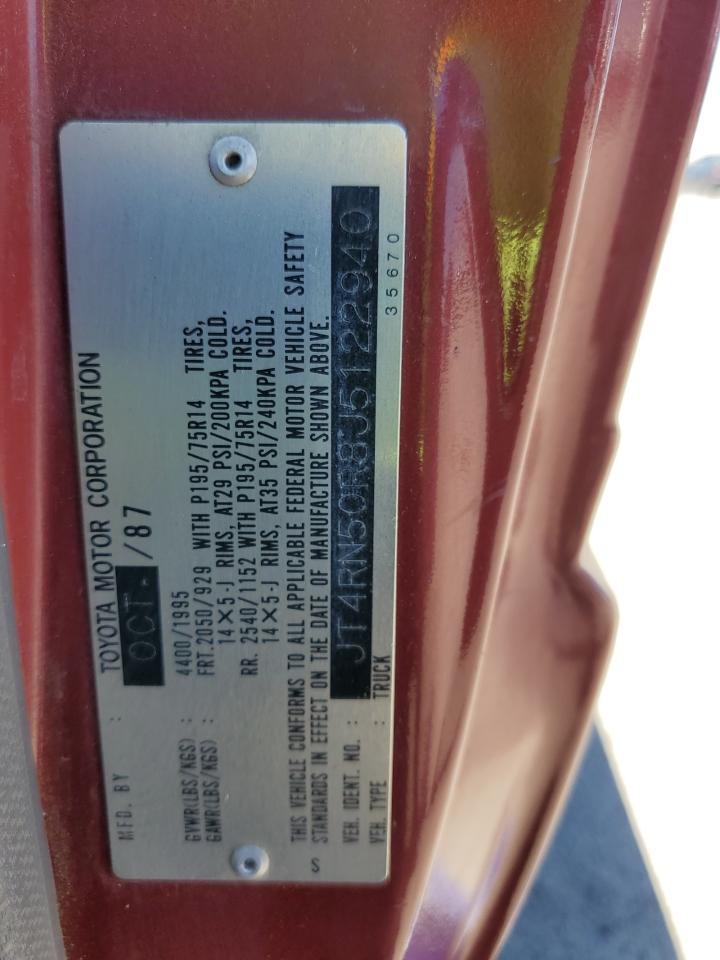 MFD. BY : TOYOTA MOTOR CORPORATION
OCT. /87
GVWR(LBS/KGS) : 4400/1995
GAWR(LBS/KGS) : FRT.2050/929 WITH P195/75R14 TIRES,
14×5-J RIMS, AT29 PSI/200KPA COLD.
RR. 2540/1152 WITH P195/75R14 TIRES,
14×5-J RIMS, AT35 PSI/240KPA COLD.
THIS VEHICLE CONFORMS TO ALL APPLICABLE FEDERAL MOTOR VEHICLE SAFETY
S STANDARDS IN EFFECT ON THE DATE OF MANUFACTURE SHOWN ABOVE.
VEH. IDENT. NO. : JT4RN50R8J5122940
VEH. TYPE : TRUCK 35670